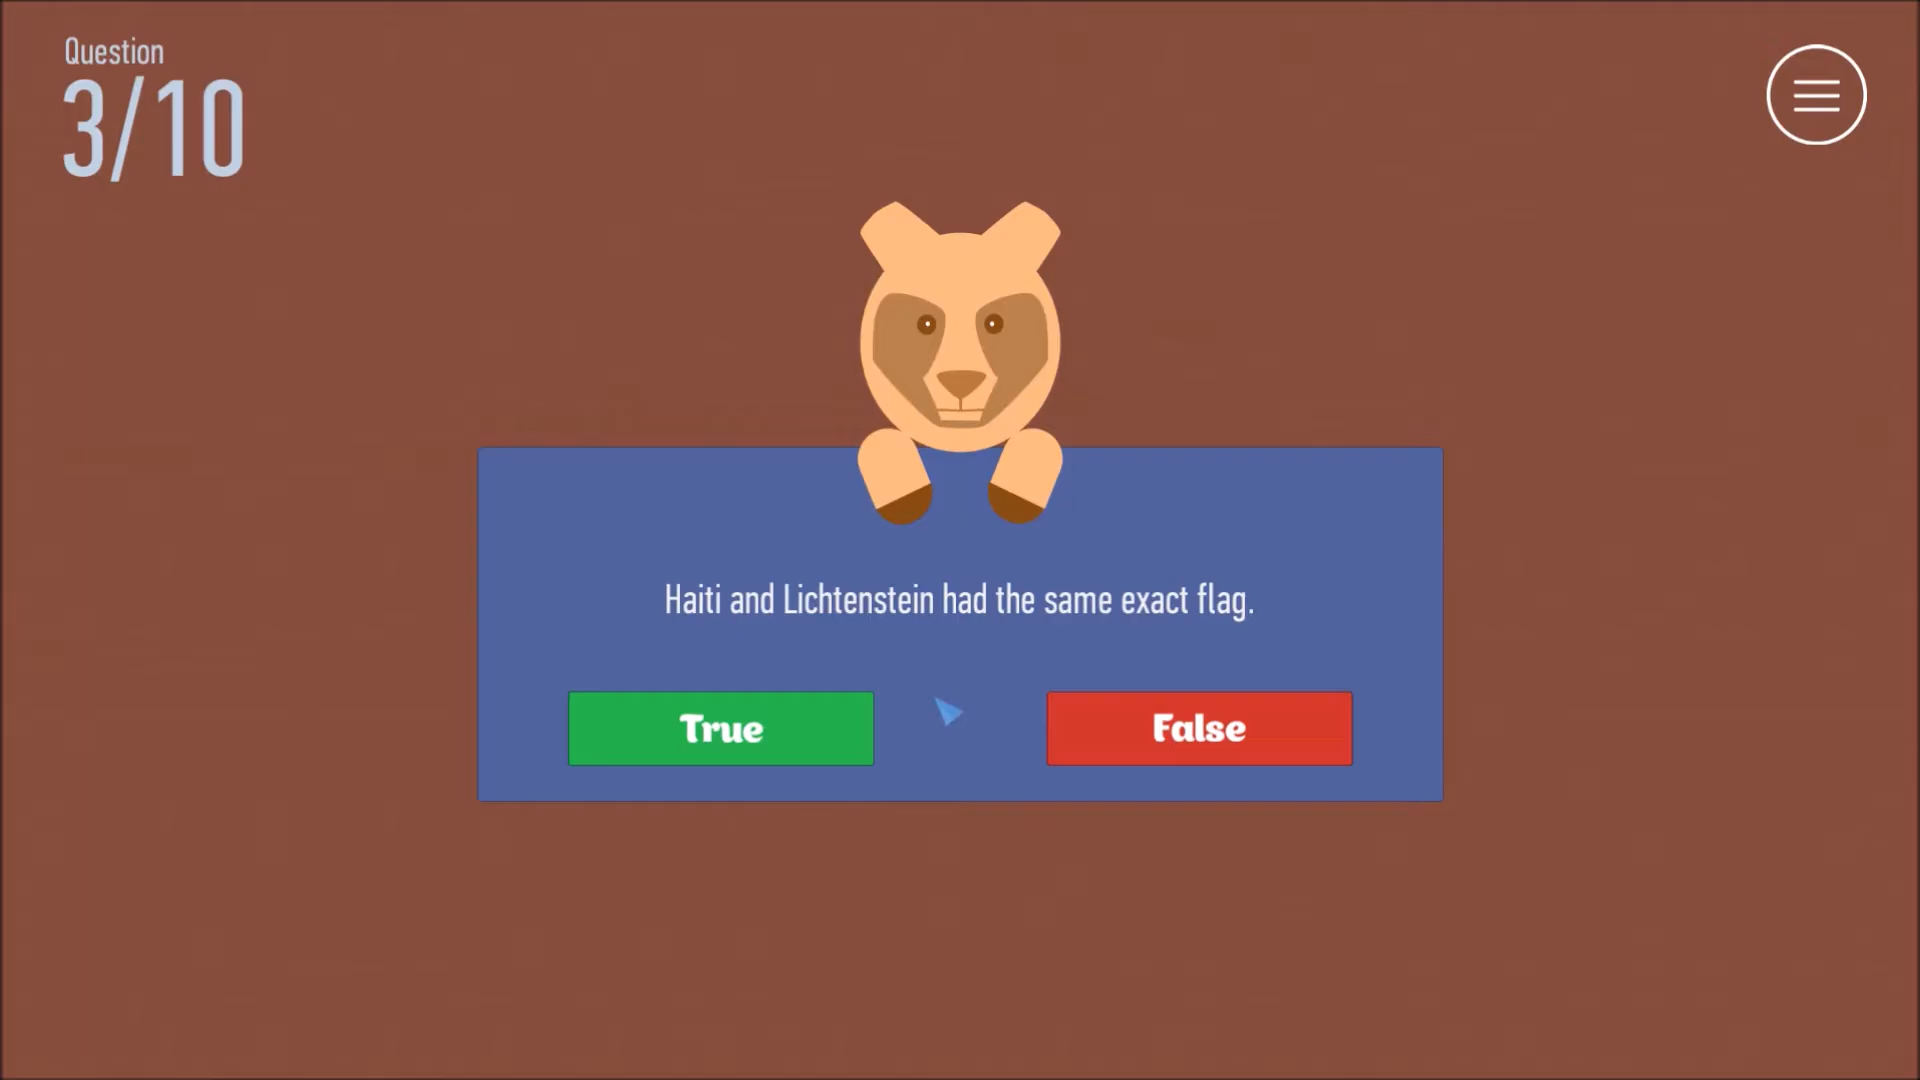 Question
3/10
Haiti and Lichtenstein had the same exact flag.
True
False